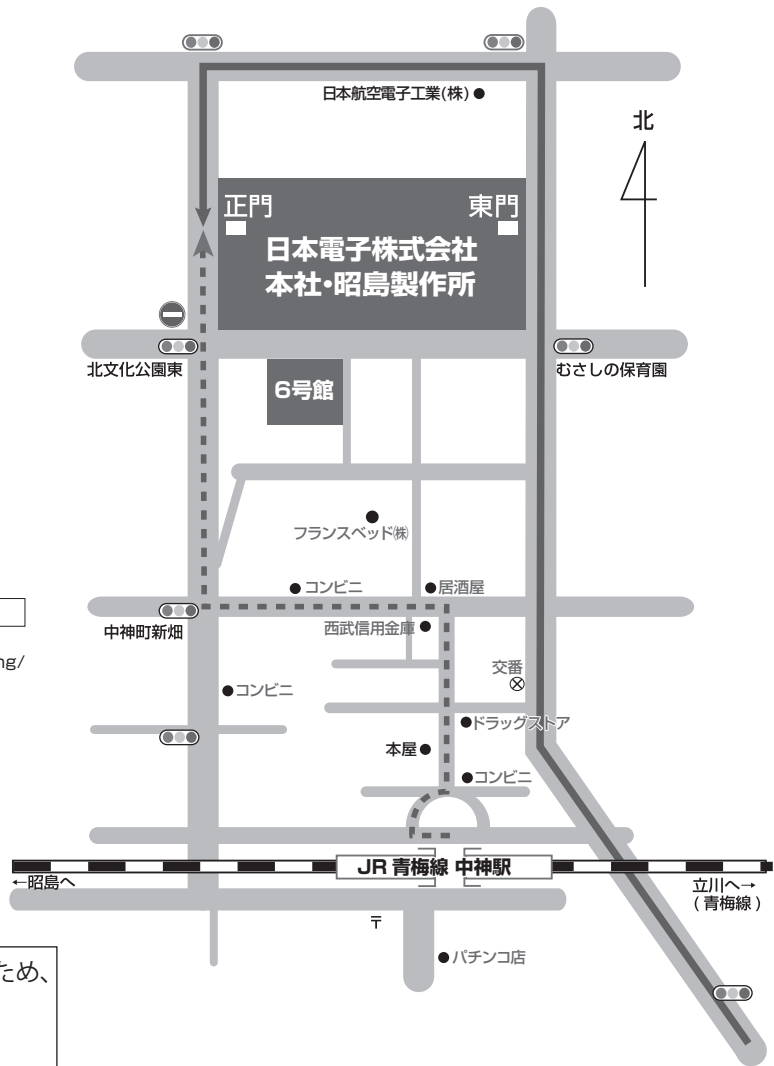 日本航空電子工業(株)
北
正門
東門
日本電子株式会社
本社・昭島製作所
北文化公園東
むさしの保育園
6号館
フランスベッド㈱
コンビニ
居酒屋
中神町新畑
西武信用金庫
ng/
交番
コンビニ
ドラッグストア
本屋
コンビニ
JR 青梅線 中神駅
←昭島へ
立川へ→
(青梅線)
〒
パチンコ店
ため、